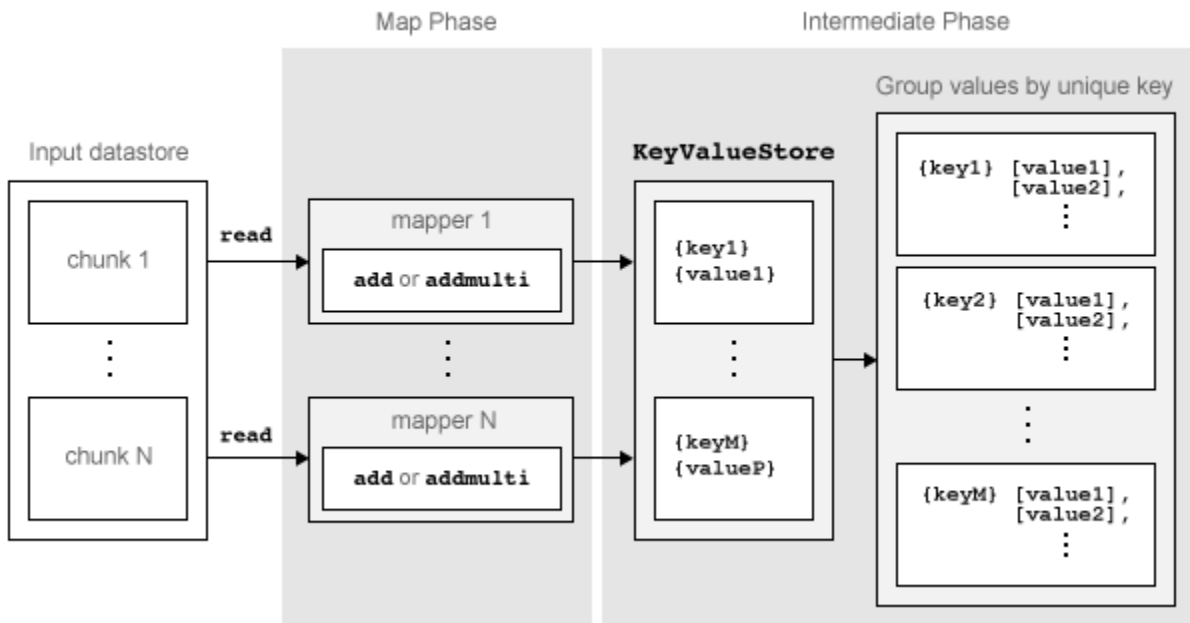 Map Phase
Intermediate Phase
Group values by unique key
Input datastore
KeyValueStore
chunk 1
read
mapper 1
add or addmulti
{key1}
{value1}
{key1} [value1],
[value2],
⋮
{key2} [value1],
[value2],
⋮
chunk N
read
mapper N
add or addmulti
{keyM}
{valueP}
{keyM} [value1],
[value2],
⋮